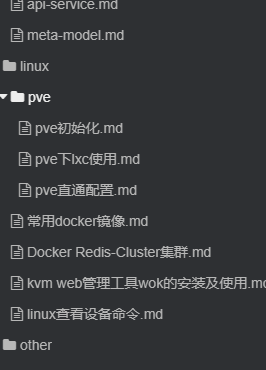 api-service.md
meta-model.md
linux
pve
pve初始化.md
pve下lxc使用.md
pve直通配置.md
常用docker镜像.md
Docker Redis-Cluster集群.md
kvm web管理工具wok的安装及使用.md
linux查看设备命令.md
other